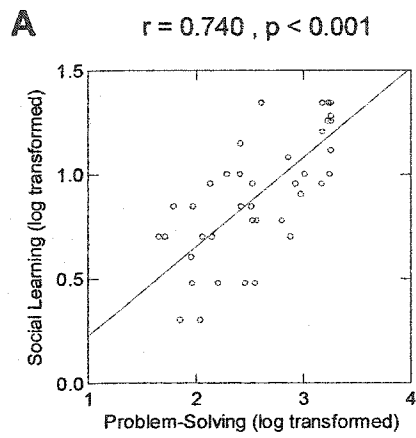 A
r = 0.740 , p < 0.001
Social Learning (log transformed)
1.5
1.0
0.5
0.0
1
2
3
4
Problem-Solving (log transformed)